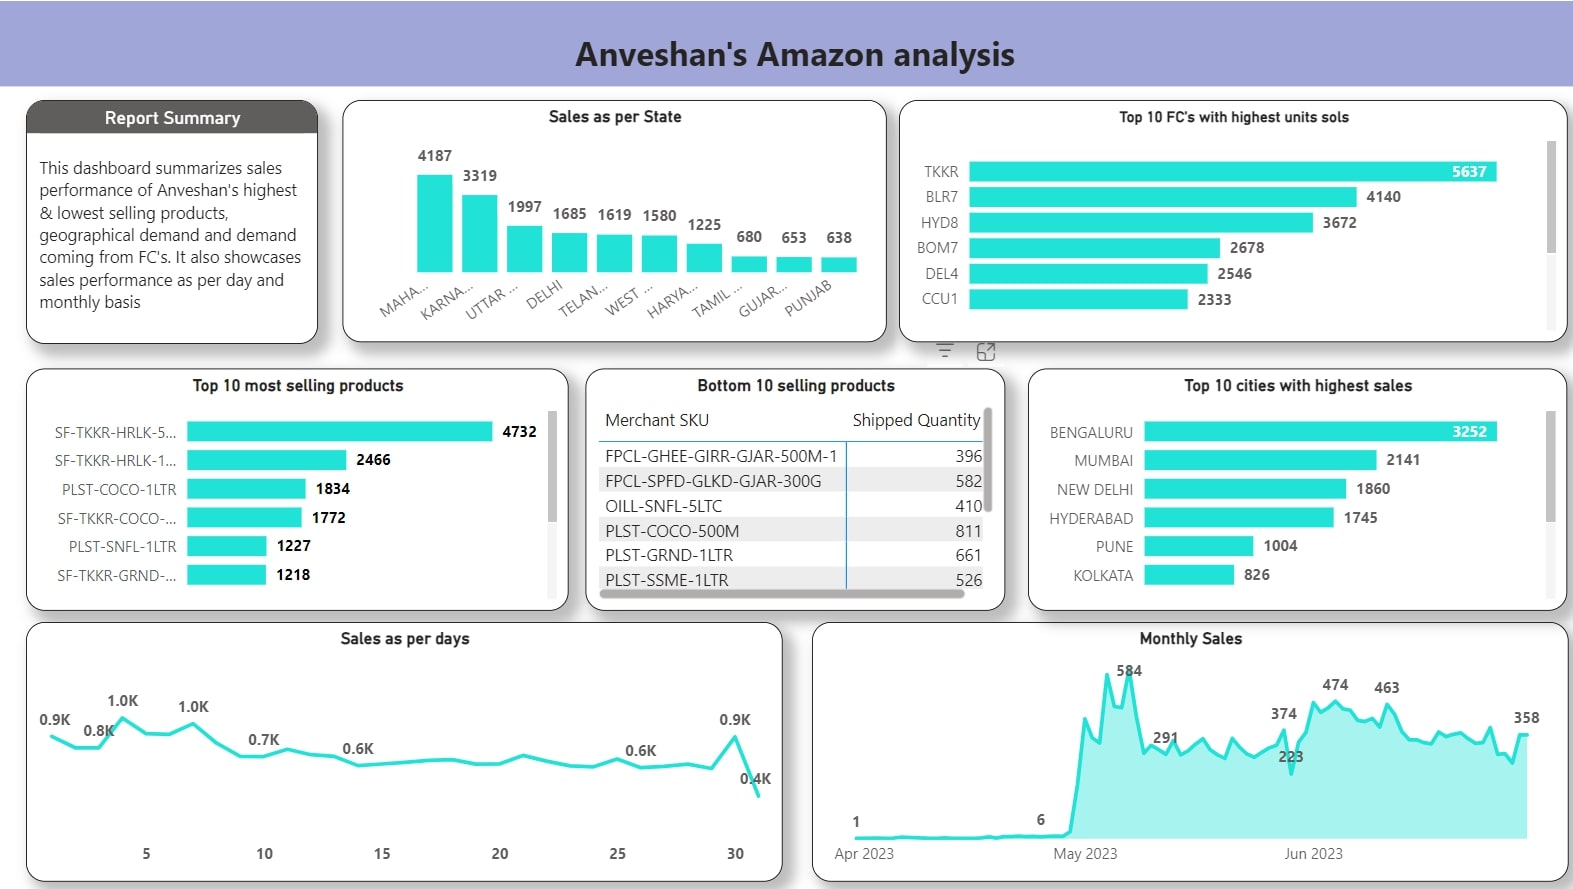 Anveshan's Amazon analysis
Report Summary
This dashboard summarizes sales
performance of Anveshan's highest
& lowest selling products,
geographical demand and demand
coming from FC's. It also showcases
sales performance as per day and
monthly basis
Sales as per State
4187
3319
1997
1685
1619
1580
1225
680
653
638
MAHA...
KARNA...
UTTAR ...
DELHI
TELAN...
WEST ...
HARYA...
TAMIL ...
GUJAR...
PUNJAB
Top 10 FC's with highest units sols
TKKR 5637
BLR7 4140
HYD8 3672
BOM7 2678
DEL4 2546
CCU1 2333
Top 10 most selling products
SF-TKKR-HRLK-5... 4732
SF-TKKR-HRLK-1... 2466
PLST-COCO-1LTR 1834
SF-TKKR-COCO-... 1772
PLST-SNFL-1LTR 1227
SF-TKKR-GRND-... 1218
Bottom 10 selling products
Merchant SKU Shipped Quantity
FPCL-GHEE-GIRR-GJAR-500M-1 396
FPCL-SPFD-GLKD-GJAR-300G 582
OILL-SNFL-5LTC 410
PLST-COCO-500M 811
PLST-GRND-1LTR 661
PLST-SSME-1LTR 526
Top 10 cities with highest sales
BENGALURU 3252
MUMBAI 2141
NEW DELHI 1860
HYDERABAD 1745
PUNE 1004
KOLKATA 826
Sales as per days
0.9K
0.8K
1.0K
1.0K
0.7K
0.6K
0.6K
0.9K
0.4K
5 10 15 20 25 30
Monthly Sales
1
6
584
291
374
223
474
463
358
Apr 2023 May 2023 Jun 2023